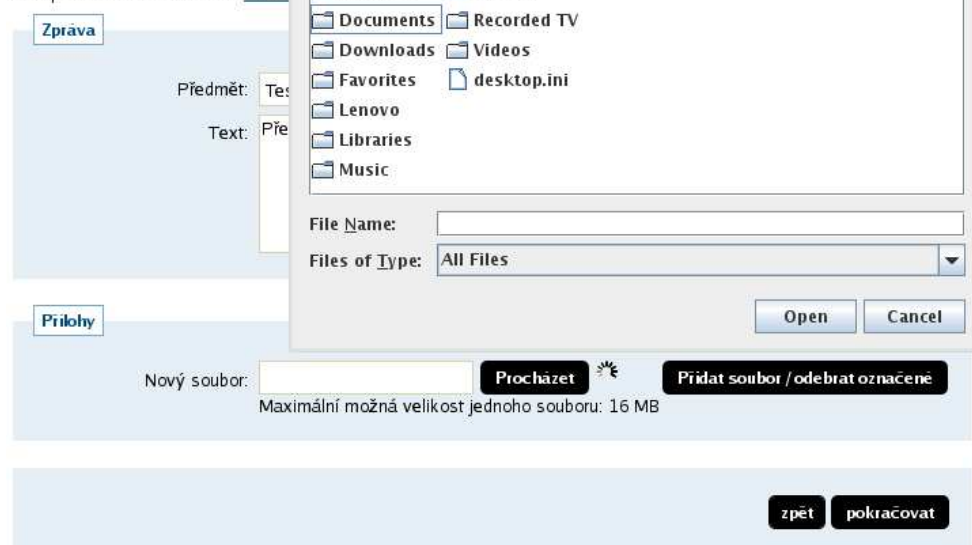 Zpráva
Předmět: Tes
Text: Pře
Documents
Downloads
Favorites
Lenovo
Libraries
Music
Recorded TV
Videos
desktop.ini
File Name:
Files of Type: All Files
Open Cancel
Přílohy
Nový soubor: Procházet Přidat soubor / odebrat označené
Maximální možná velikost jednoho souboru: 16 MB
zpět pokračovat